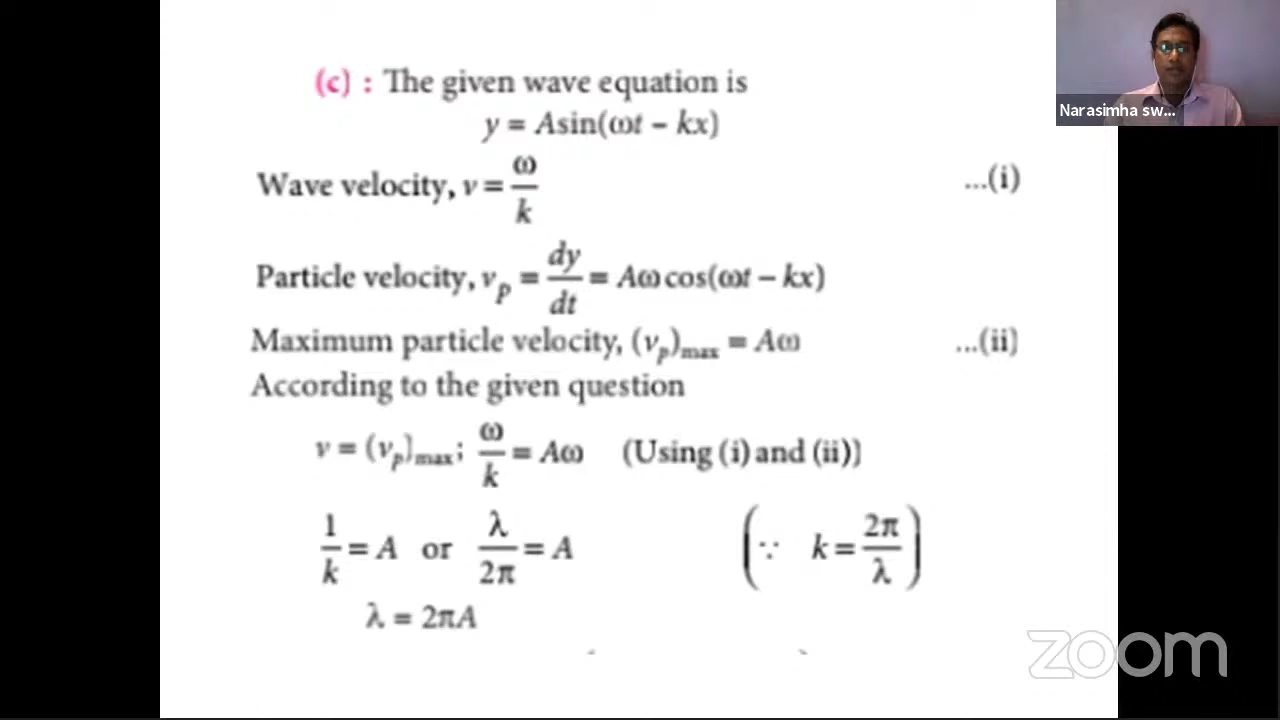 (c) : The given wave equation is
y = Asin(ωt – kx)
Wave velocity, v = ω/k ...(i)
Particle velocity, v_p = dy/dt = Aω cos(ωt – kx)
Maximum particle velocity, (v_p)_max = Aω ...(ii)
According to the given question
v = (v_p)_max; ω/k = Aω (Using (i) and (ii))
1/k = A or λ/2π = A (∵ k = 2π/λ)
λ = 2πA
Narasimha sw...
zoom